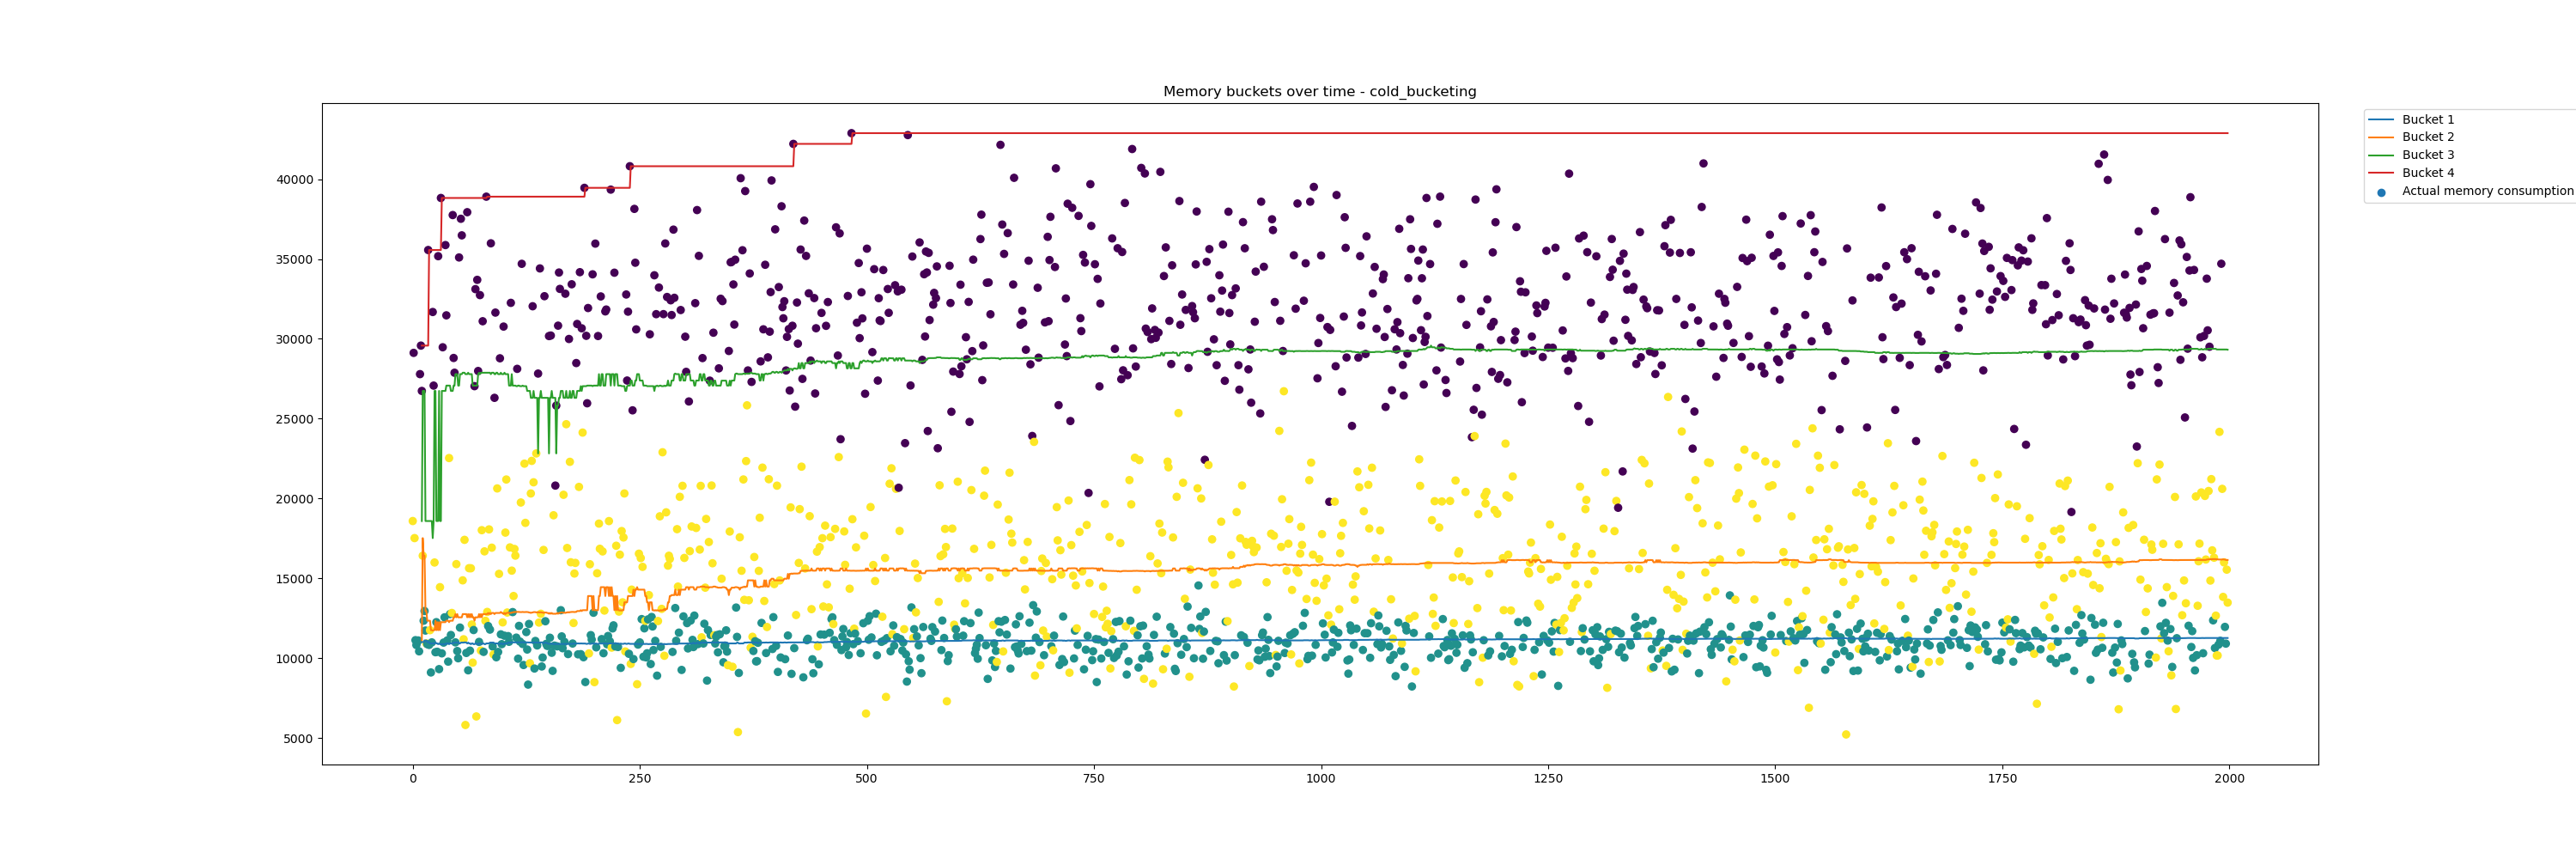 Memory buckets over time - cold_bucketing
Bucket 1
Bucket 2
Bucket 3
Bucket 4
Actual memory consumption
40000
35000
30000
25000
20000
15000
10000
5000
0
250
500
750
1000
1250
1500
1750
2000